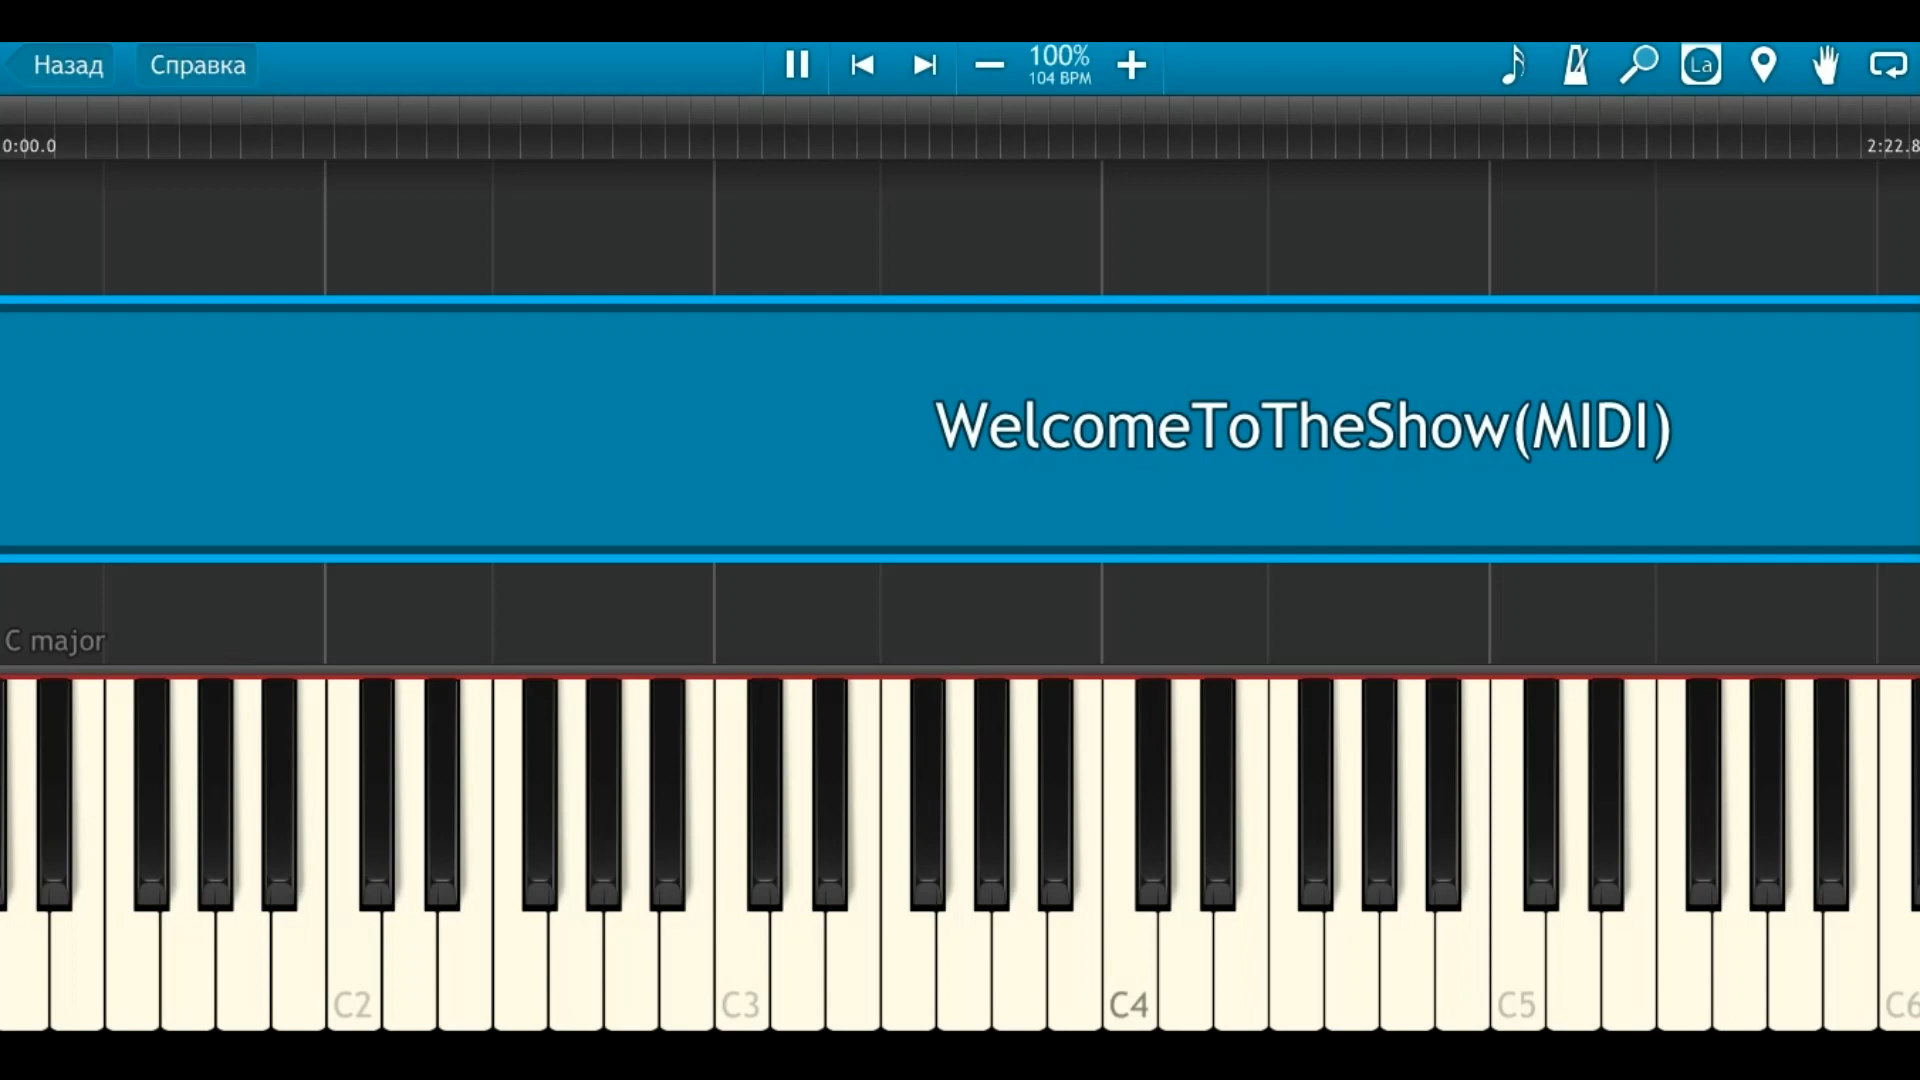 Назад Справка 100% La
104 BPM
0:00.0 2:22.8
WelcomeToTheShow(MIDI)
C major
C2 C3 C4 C5 C6